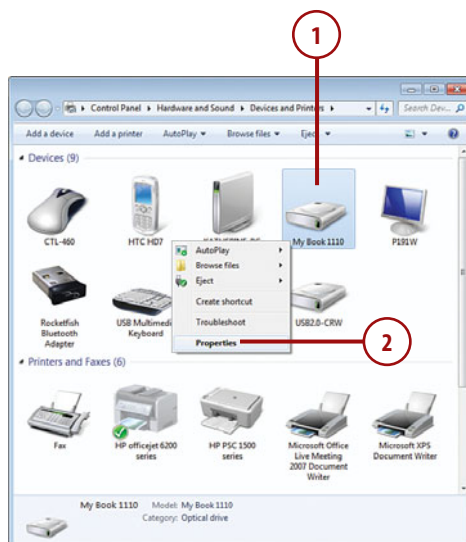 1
Control Panel ▸ Hardware and Sound ▸ Devices and Printers ▸
Search Dev...
Add a device Add a printer AutoPlay Browse files Eject
Devices (9)
CTL-460 HTC HD7 My Book 1110 P191W
AutoPlay
Browse files
Eject
Create shortcut
Troubleshoot
Properties
2
Rocketfish
Bluetooth
Adapter
USB Multimedi
Keyboard
USB2.0-CRW
Printers and Faxes (6)
Fax
HP officejet 6200
series
HP PSC 1500
series
Microsoft Office
Live Meeting
2007 Document
Writer
Microsoft XPS
Document Writer
My Book 1110 Model: My Book 1110
Category: Optical drive